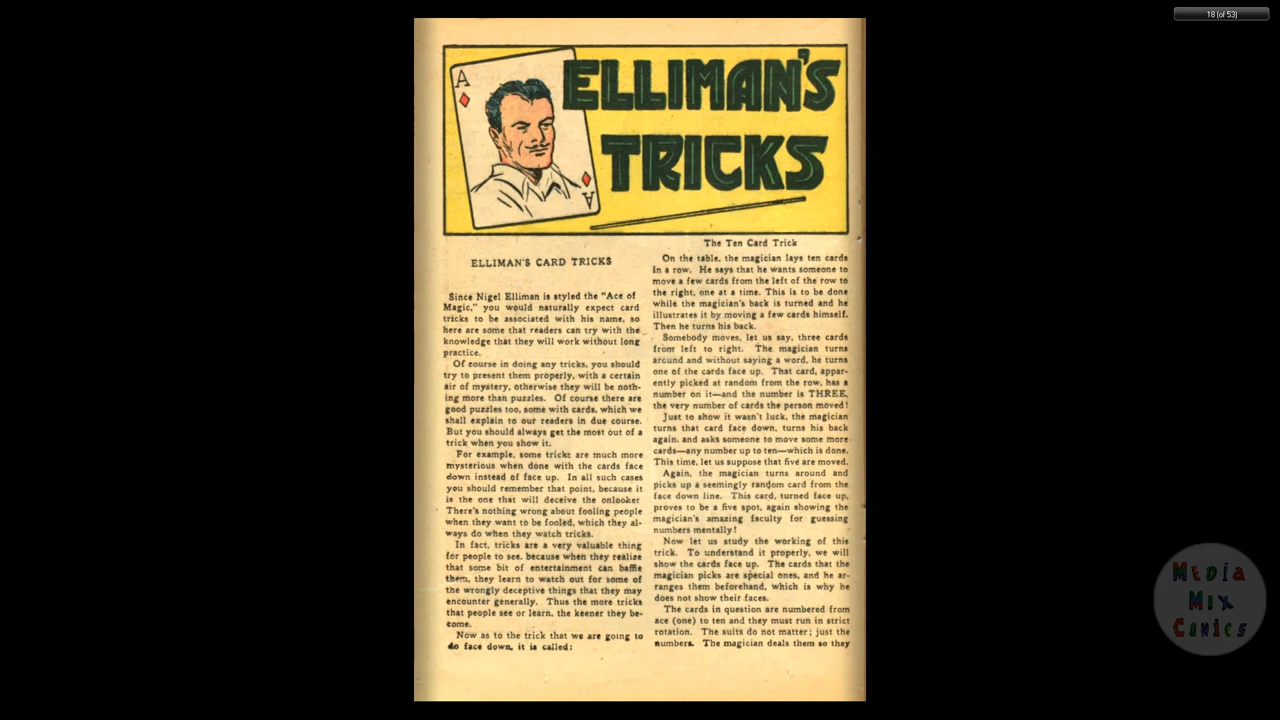 18 (of 53)
A
ELLIMAN'S
TRICKS
A
ELLIMAN'S CARD TRICKS
Since Nigel Elliman is styled the "Ace of
Magic," you would naturally expect card
tricks to be associated with his name, so
here are some that readers can try with the
knowledge that they will work without long
practice.
Of course in doing any tricks, you should
try to present them properly, with a certain
air of mystery, otherwise they will be noth-
ing more than puzzles. Of course there are
good puzzles too, some with cards, which we
shall explain to our readers in due course.
But you should always get the most out of a
trick when you show it.
For example, some tricks are much more
mysterious when done with the cards face
down instead of face up. In all such cases
you should remember that point, because it
is the one that will deceive the onlooker
There's nothing wrong about fooling people
when they want to be fooled, which they al-
ways do when they watch tricks.
In fact, tricks are a very valuable thing
for people to see, because when they realize
that some bit of entertainment can baffle
them, they learn to watch out for some of
the wrongly deceptive things that they may
encounter generally. Thus the more tricks
that people see or learn, the keener they be-
come.
Now as to the trick that we are going to
do face down, it is called:
The Ten Card Trick
On the table, the magician lays ten cards
in a row. He says that he wants someone to
move a few cards from the left of the row to
the right, one at a time. This is to be done
while the magician's back is turned and he
illustrates it by moving a few cards himself.
Then he turns his back.
Somebody moves, let us say, three cards
from left to right. The magician turns
around and without saying a word, he turns
one of the cards face up. That card, appar-
ently picked at random from the row, has a
number on it—and the number is THREE,
the very number of cards the person moved!
Just to show it wasn't luck, the magician
turns that card face down, turns his back
again, and asks someone to move some more
cards—any number up to ten—which is done.
This time, let us suppose that five are moved.
Again, the magician turns around and
picks up a seemingly random card from the
face down line. This card, turned face up,
proves to be a five spot, again showing the
magician's amazing faculty for guessing
numbers mentally!
Now let us study the working of this
trick. To understand it properly, we will
show the cards face up. The cards that the
magician picks are special ones, and he ar-
ranges them beforehand, which is why he
does not show their faces.
The cards in question are numbered from
ace (one) to ten and they must run in strict
rotation. The suits do not matter; just the
numbers. The magician deals them so they
MEDIA
MIX
COMICS